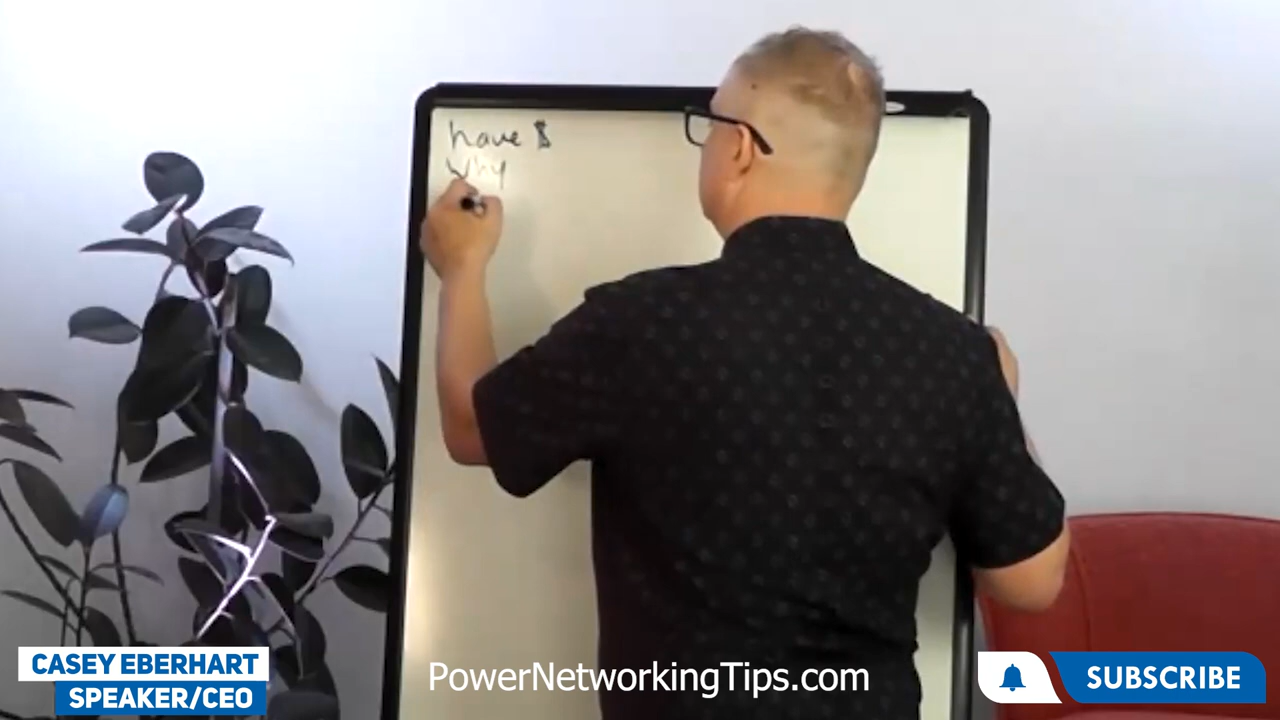 have $
why
CASEY EBERHART
SPEAKER/CEO
PowerNetworkingTips.com
SUBSCRIBE